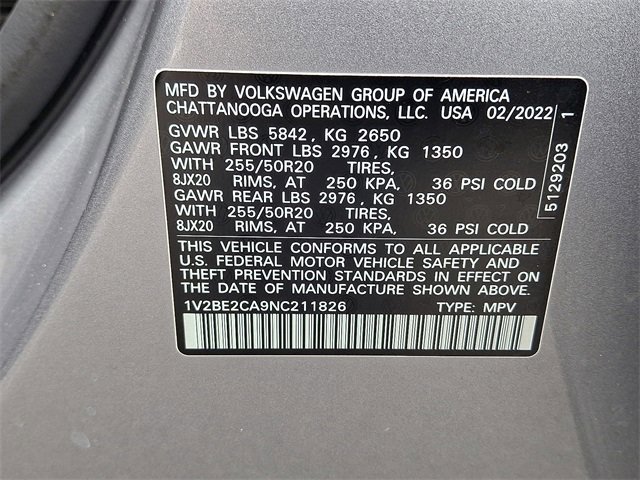 MFD BY VOLKSWAGEN GROUP OF AMERICA
CHATTANOOGA OPERATIONS, LLC. USA 02/2022
GVWR LBS 5842, KG 2650
GAWR FRONT LBS 2976, KG 1350
WITH 255/50R20 TIRES,
8JX20 RIMS, AT 250 KPA, 36 PSI COLD
GAWR REAR LBS 2976, KG 1350
WITH 255/50R20 TIRES,
8JX20 RIMS, AT 250 KPA, 36 PSI COLD
THIS VEHICLE CONFORMS TO ALL APPLICABLE
U.S. FEDERAL MOTOR VEHICLE SAFETY AND
THEFT PREVENTION STANDARDS IN EFFECT ON
THE DATE OF MANUFACTURE SHOWN ABOVE.
1V2BE2CA9NC211826 TYPE: MPV
5129203 1